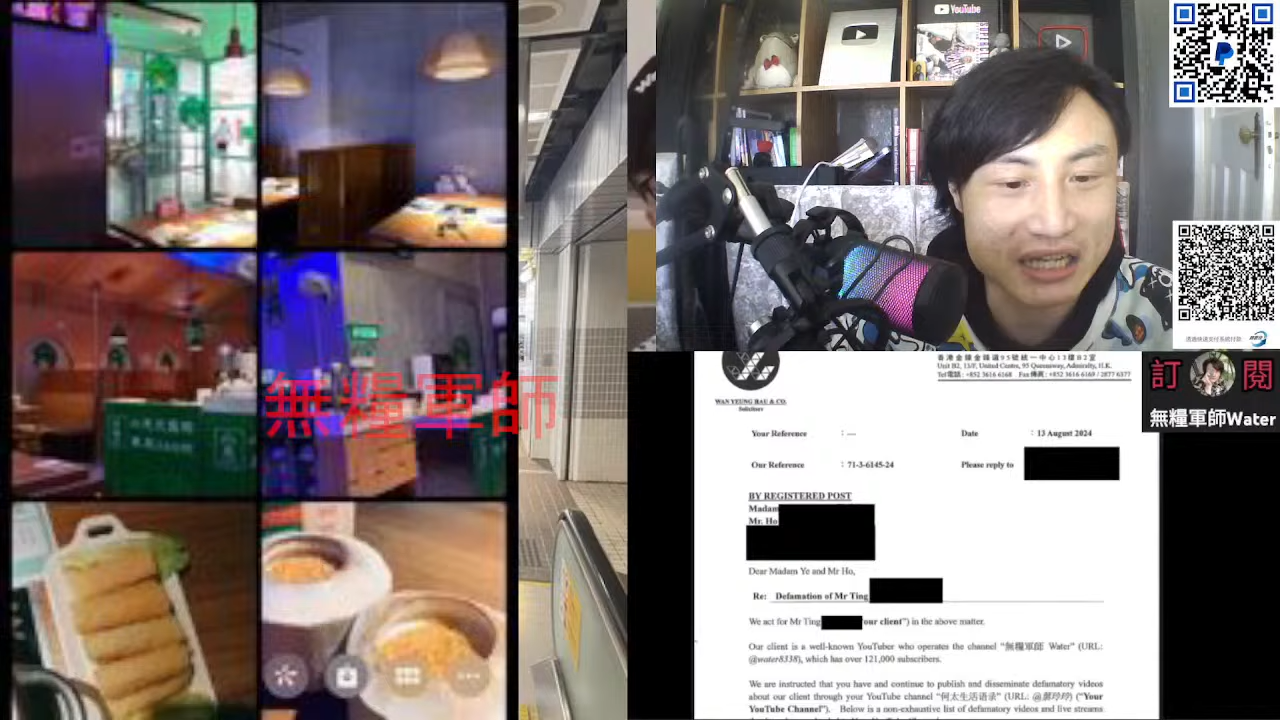 無糧軍師
YouTube
訂 閱
無糧軍師Water
香港金鐘金鐘道95號統一中心13樓B2室
Unit B2, 13/F, United Centre, 95 Queensway, Admiralty, H.K.
Tel 電話 : +852 3616 6168 Fax 傳真 : +852 3616 6169 / 2877 6377
WAN YEUNG HAU & CO.
Solicitors
Your Reference : ---
Date : 13 August 2024
Our Reference : 71-3-6145-24
Please reply to
BY REGISTERED POST
Madam
Mr. Ho
Dear Madam Ye and Mr Ho,
Re: Defamation of Mr Ting
We act for Mr Ting our client") in the above matter.
Our client is a well-known YouTuber who operates the channel "無糧軍師 Water" (URL:
@water8338), which has over 121,000 subscribers.
We are instructed that you have and continue to publish and disseminate defamatory videos
about our client through your YouTube channel "何太生活语录" (URL: ("Your
YouTube Channel"). Below is a non-exhaustive list of defamatory videos and live streams